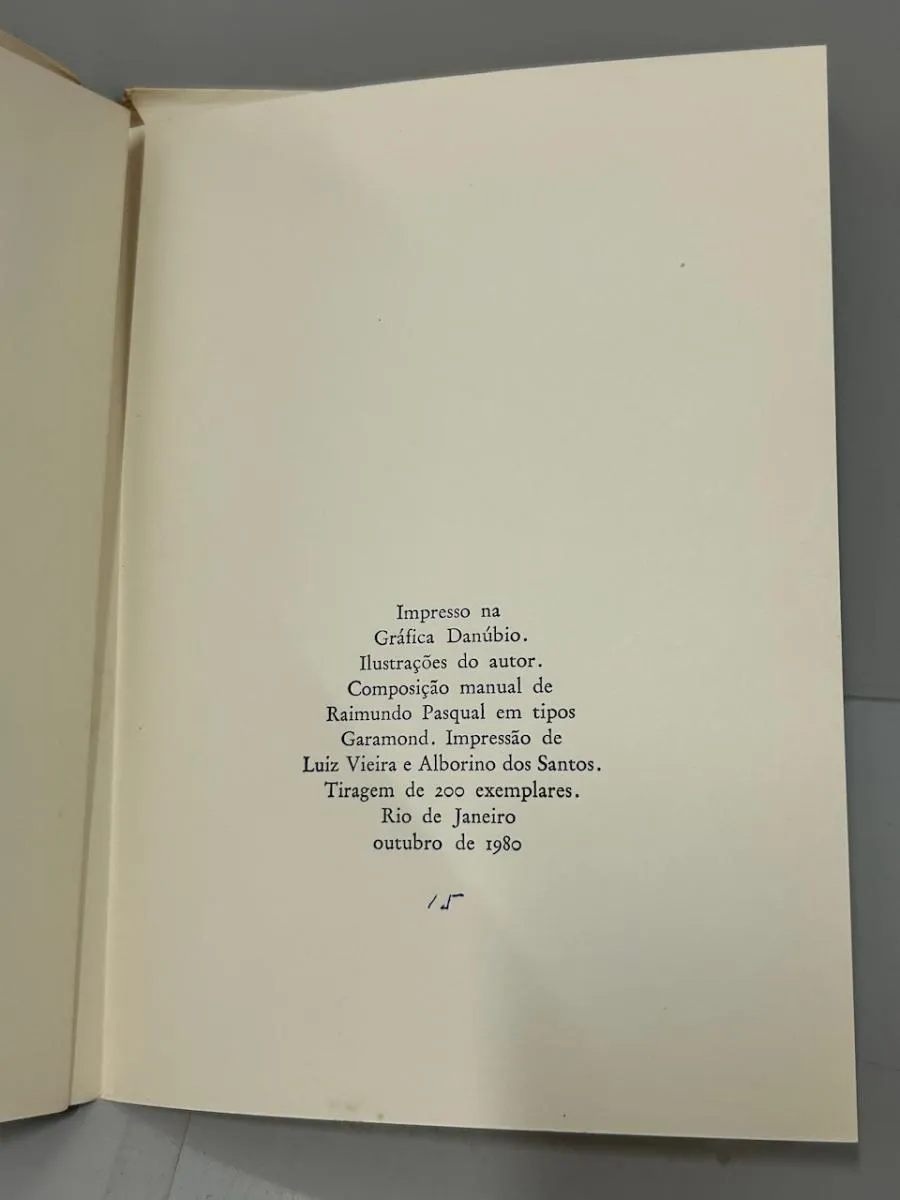 Impresso na
Gráfica Danúbio.
Ilustrações do autor.
Composição manual de
Raimundo Pasqual em tipos
Garamond. Impressão de
Luiz Vieira e Alborino dos Santos.
Tiragem de 200 exemplares.
Rio de Janeiro
outubro de 1980
15